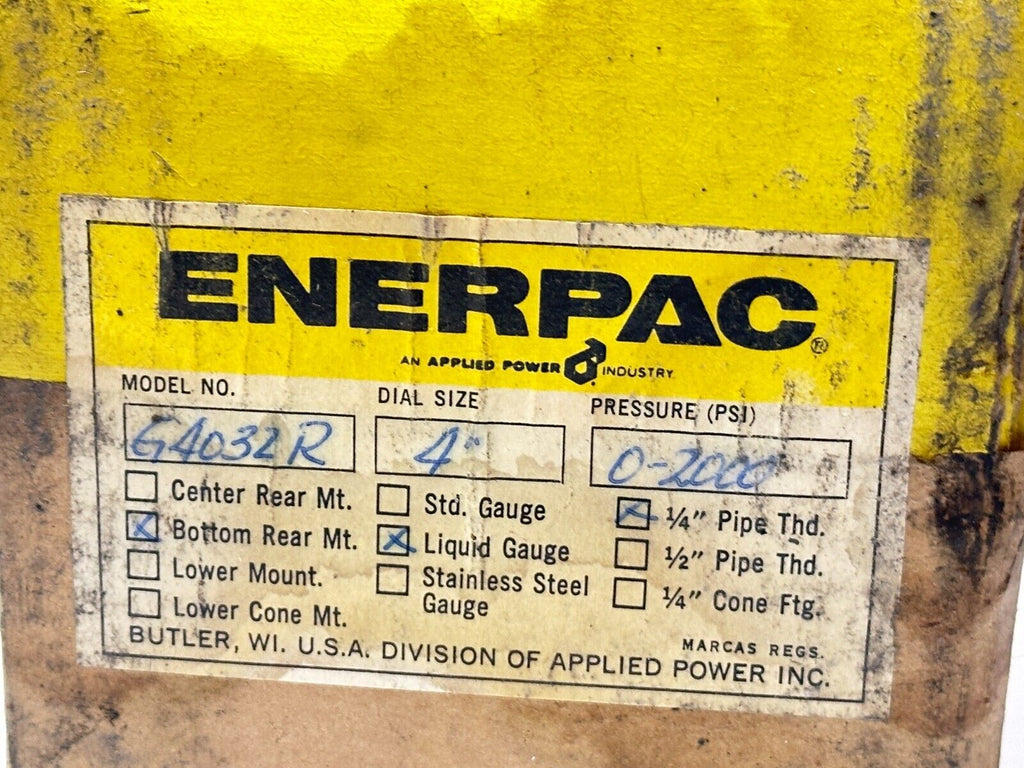 ENERPAC®
AN APPLIED POWER INDUSTRY
MODEL NO. DIAL SIZE PRESSURE (PSI)
G4032R 4" 0-2000
Center Rear Mt. Std. Gauge 1/4" Pipe Thd.
Bottom Rear Mt. Liquid Gauge 1/2" Pipe Thd.
Lower Mount. Stainless Steel Gauge 1/4" Cone Ftg.
Lower Cone Mt.
MARCAS REGS.
BUTLER, WI. U.S.A. DIVISION OF APPLIED POWER INC.